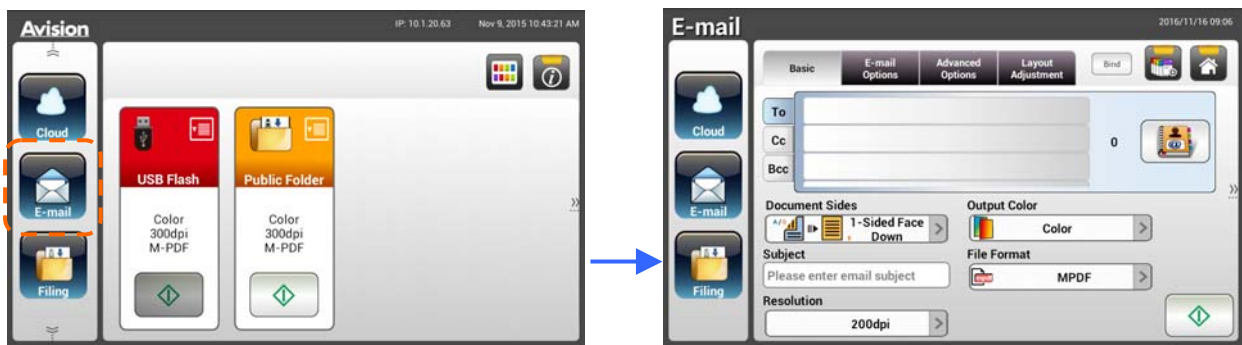 Avision
IP: 10.1.20.63 Nov 9, 2015 10:43:21 AM
Cloud
E-mail
Filing
USB Flash
Color
300dpi
M-PDF
Public Folder
Color
300dpi
M-PDF
E-mail
2016/11/16 09:06
Cloud
E-mail
Filing
Basic
E-mail
Options
Advanced
Options
Layout
Adjustment
Bind
To
Cc
Bcc
0
Document Sides
1-Sided Face
Down
Output Color
Color
Subject
Please enter email subject
File Format
MPDF
Resolution
200dpi